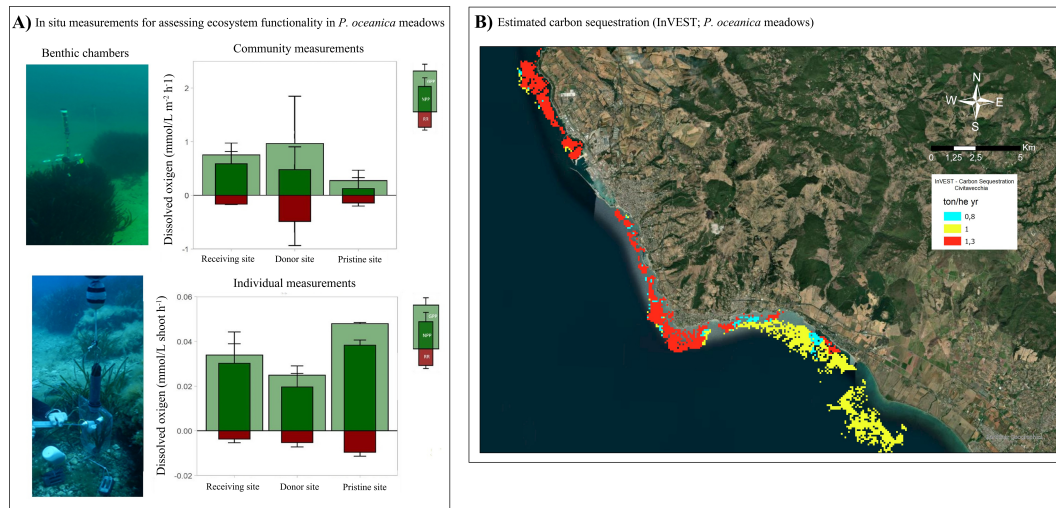 A) In situ measurements for assessing ecosystem functionality in P. oceanica meadows
Benthic chambers
Community measurements
Dissolved oxigen (mmol/L m⁻² h-1)
2
1
0
-1
GPP
NPP
RR
Receiving site
Donor site
Pristine site
Individual measurements
Dissolved oxigen (mmol/L shoot h⁻¹)
0.06
0.04
0.02
0.00
-0.02
NPP
RR
Receiving site
Donor site
Pristine site
B) Estimated carbon sequestration (InVEST; P. oceanica meadows)
N
W
E
S
0 1,25 2,5 5
Km
InVEST - Carbon Sequestration
Civitavecchia
ton/he yr
0,8
1
1,3